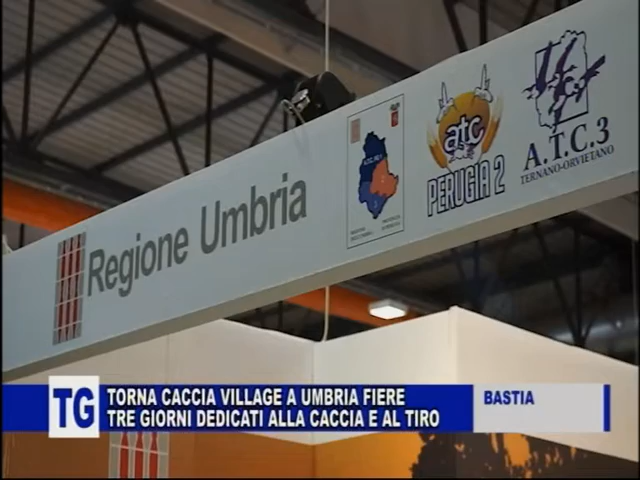 Regione Umbria
atc
PERUGIA 2
A.T.C.3
TERNANO-ORVIETANO
TG
TORNA CACCIA VILLAGE A UMBRIA FIERE
TRE GIORNI DEDICATI ALLA CACCIA E AL TIRO
BASTIA